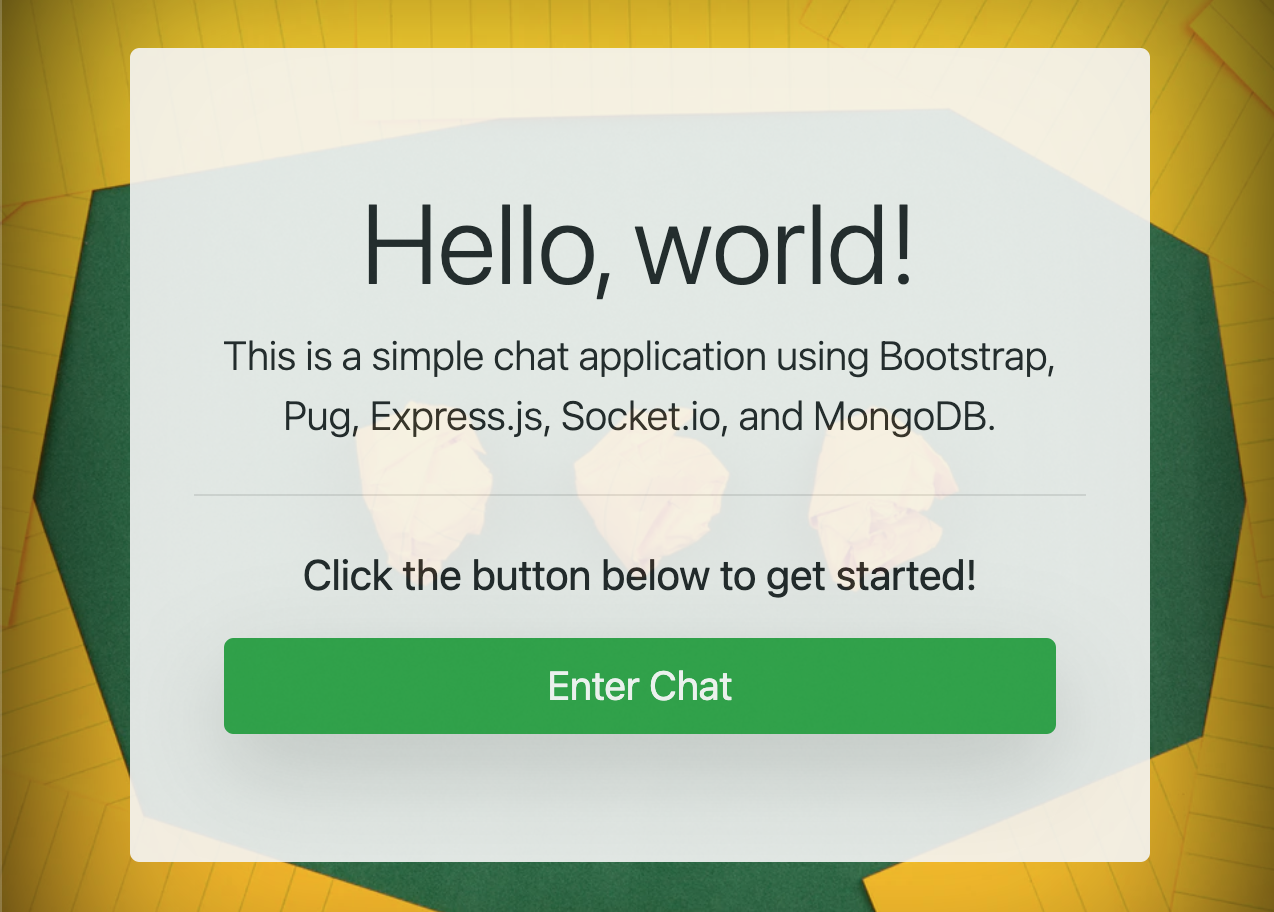 Hello, world!
This is a simple chat application using Bootstrap,
Pug, Express.js, Socket.io, and MongoDB.
Click the button below to get started!
Enter Chat